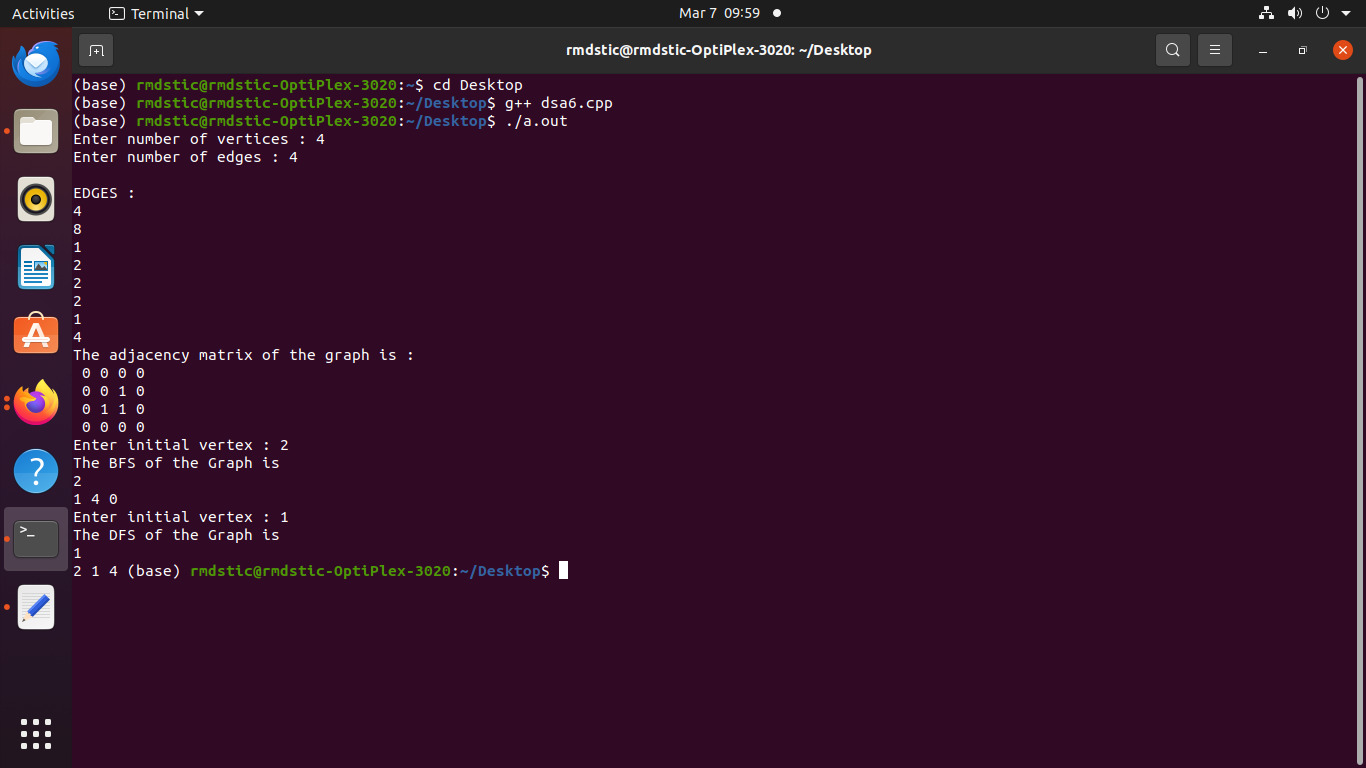 Activities Terminal Mar 7 09:59
rmdstic@rmdstic-OptiPlex-3020: ~/Desktop
(base) rmdstic@rmdstic-OptiPlex-3020:~$ cd Desktop
(base) rmdstic@rmdstic-OptiPlex-3020:~/Desktop$ g++ dsa6.cpp
(base) rmdstic@rmdstic-OptiPlex-3020:~/Desktop$ ./a.out
Enter number of vertices : 4
Enter number of edges : 4
EDGES :
4
8
1
2
2
2
1
4
The adjacency matrix of the graph is :
0 0 0 0
0 0 1 0
0 1 1 0
0 0 0 0
Enter initial vertex : 2
The BFS of the Graph is
2
1 4 0
Enter initial vertex : 1
The DFS of the Graph is
1
2 1 4 (base) rmdstic@rmdstic-OptiPlex-3020:~/Desktop$